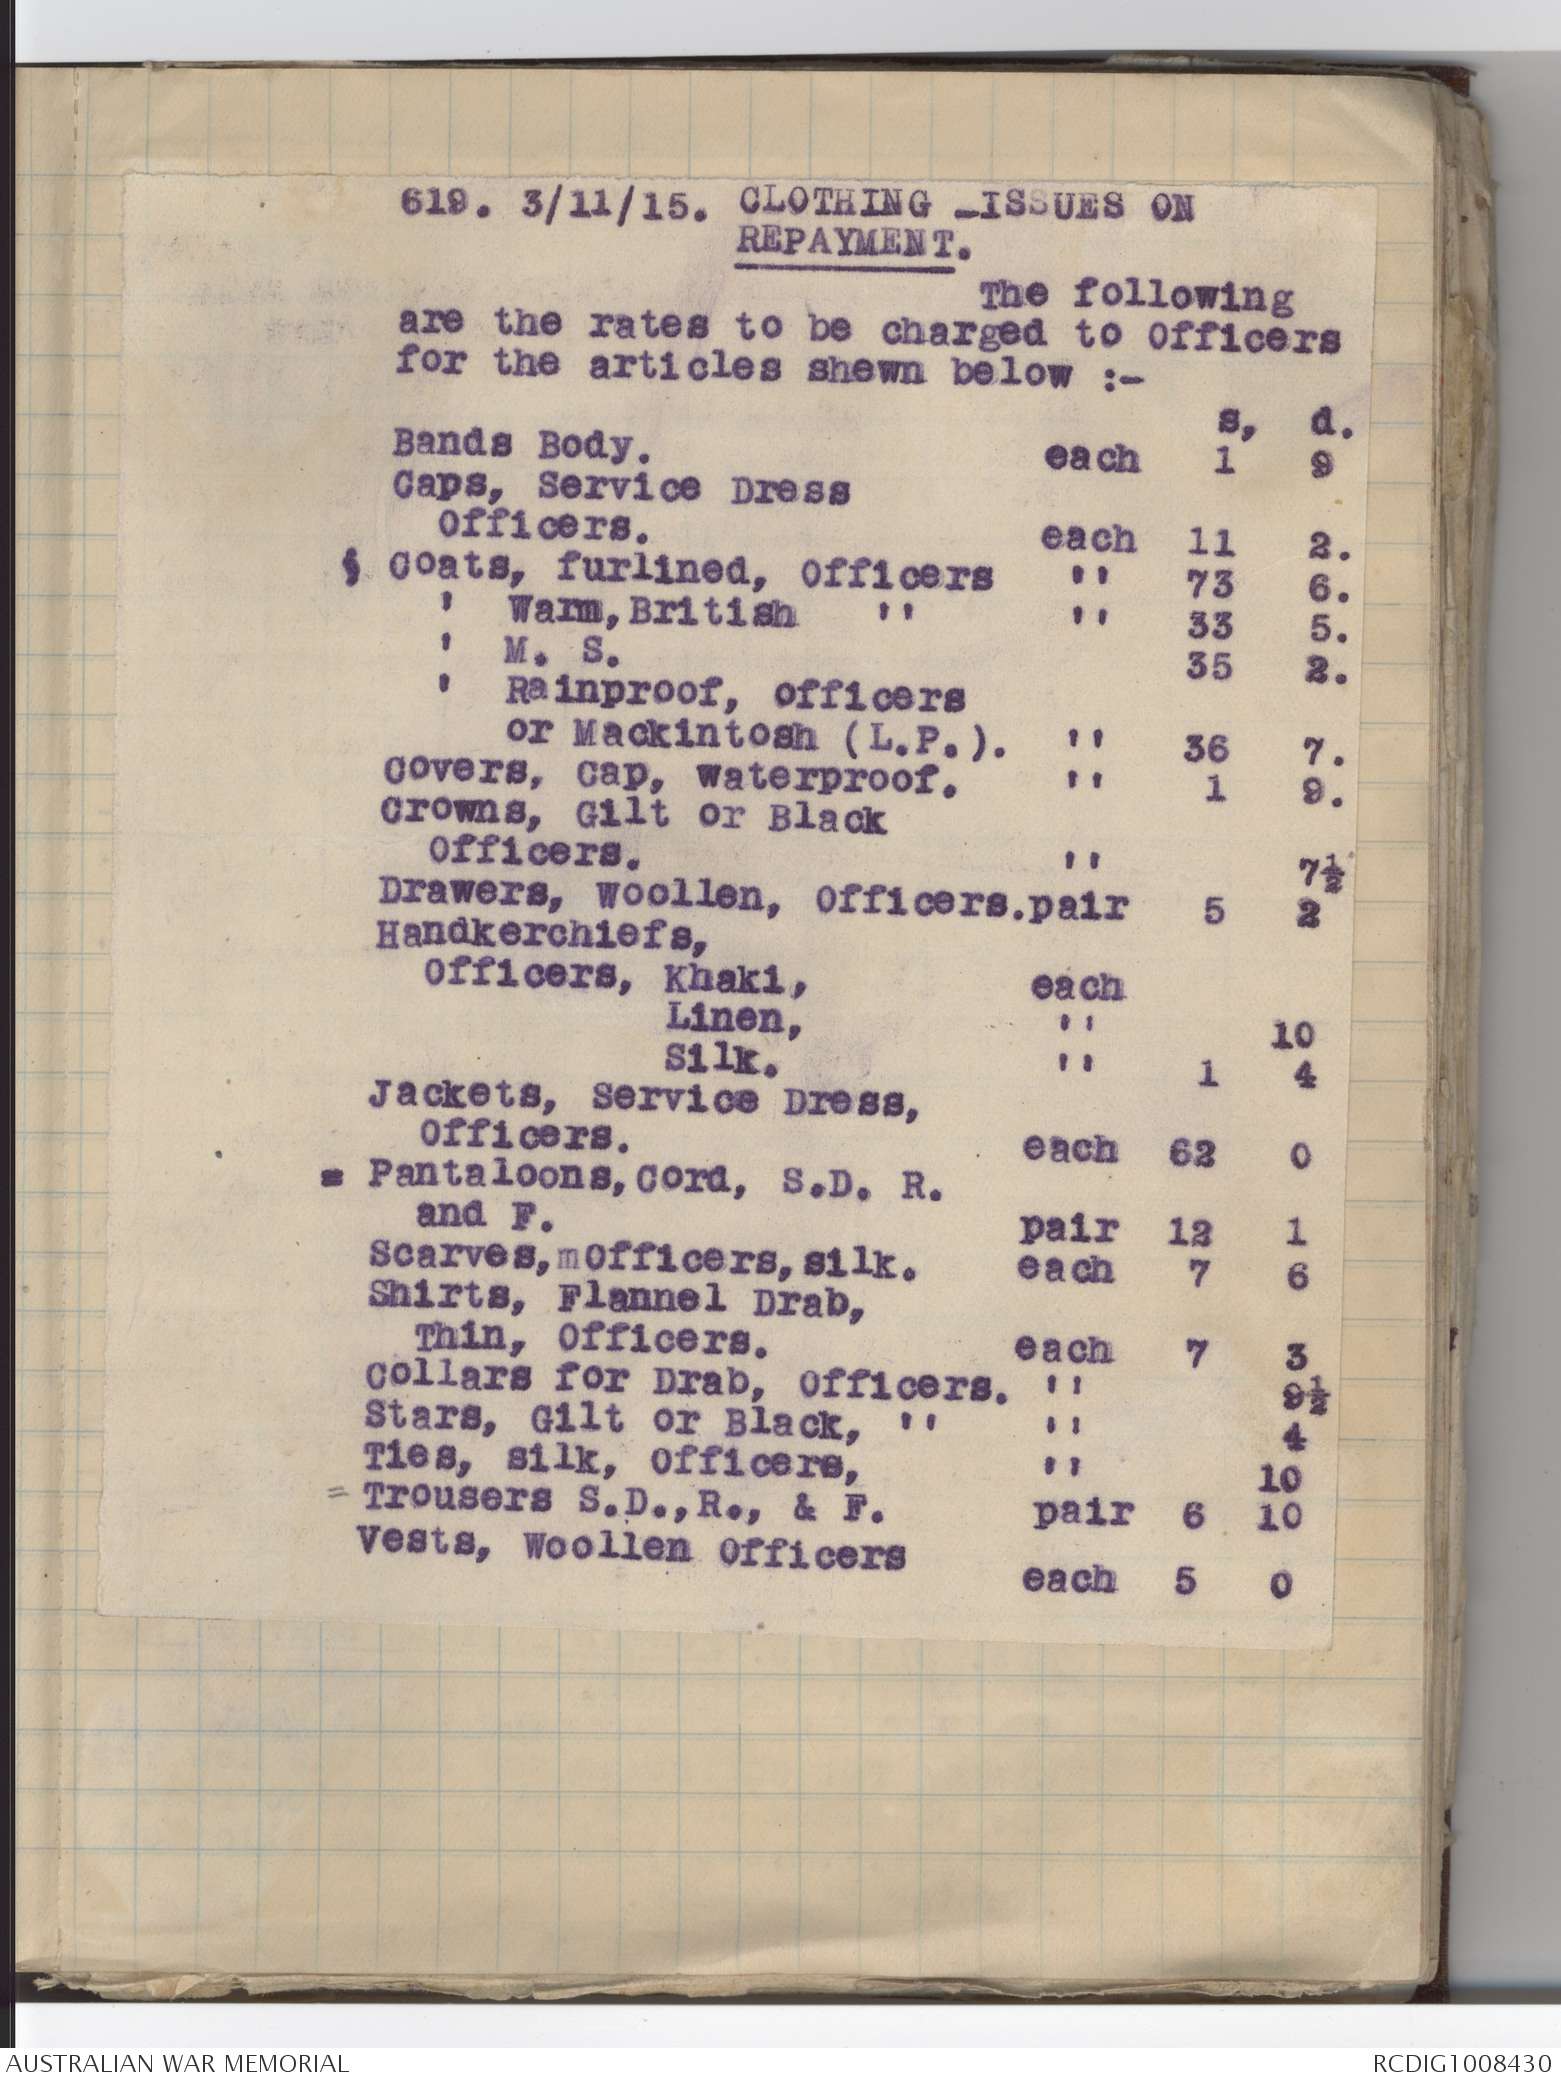 619. 3/11/15. CLOTHING -ISSUES ON
REPAYMENT.
The following
are the rates to be charged to Officers
for the articles shewn below :-
s, d.
Bands Body. each 1 9
Caps, Service Dress
Officers. each 11 2.
§ Coats, furlined, Officers '' 73 6.
' Warm,British '' '' 33 5.
' M. S. 35 2.
' Rainproof, officers
or Mackintosh (L.P.). '' 36 7.
Covers, Cap, waterproof. '' 1 9.
Crowns, Gilt or Black
Officers. '' 7½
Drawers, Woollen, Officers.pair 5 2
Handkerchiefs,
Officers, Khaki, each
Linen, '' 10
Silk. '' 1 4
Jackets, Service Dress,
Officers. each 62 0
= Pantaloons,Cord, S.D. R.
and F. pair 12 1
Scarves,mOfficers,silk. each 7 6
Shirts, Flannel Drab,
Thin, Officers. each 7 3
Collars for Drab, Officers. '' 9½
Stars, Gilt or Black, '' '' 4
Ties, silk, Officers, '' 10
= Trousers S.D.,R., & F. pair 6 10
Vests, Woollen Officers
each 5 0
AUSTRALIAN WAR MEMORIAL
RCDIG1008430